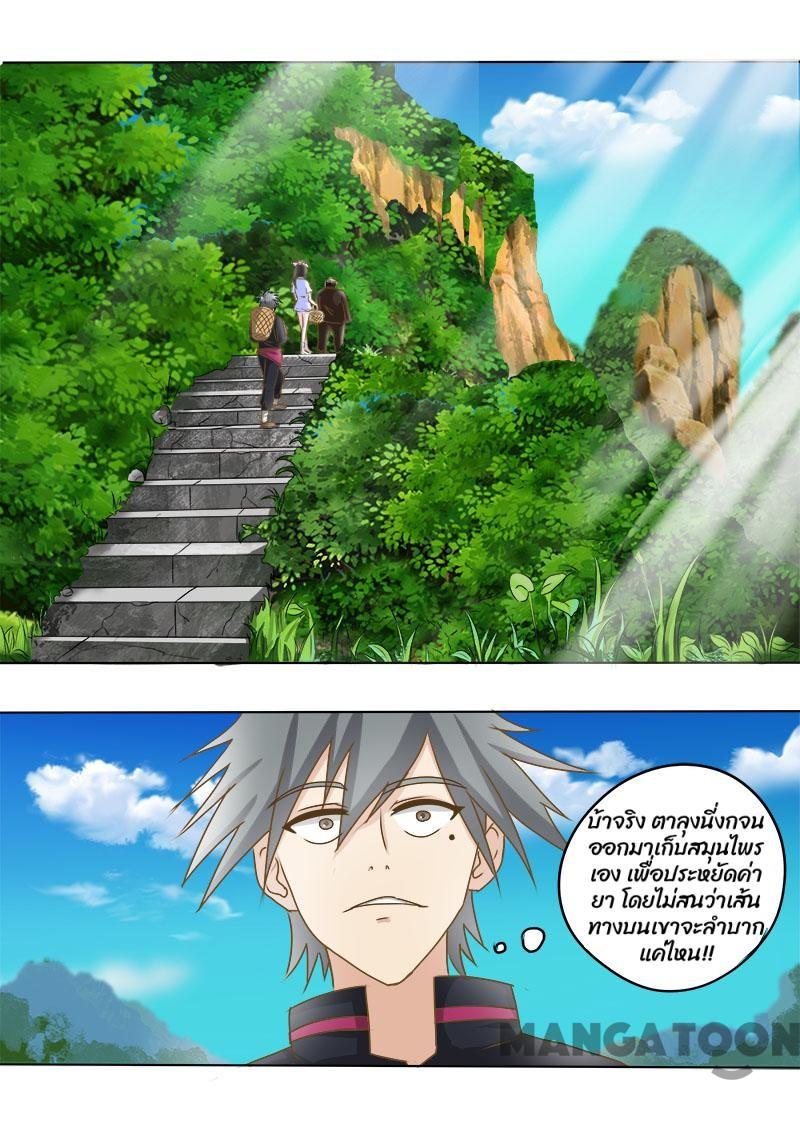 บ้าจริง ตาลุงนี่งกจน
ออกมาเก็บสมุนไพร
เอง เพื่อประหยัดค่า
ยา โดยไม่สนว่าเส้น
ทางบนเขาจะลำบาก
แค่ไหน!!
MANGATOON